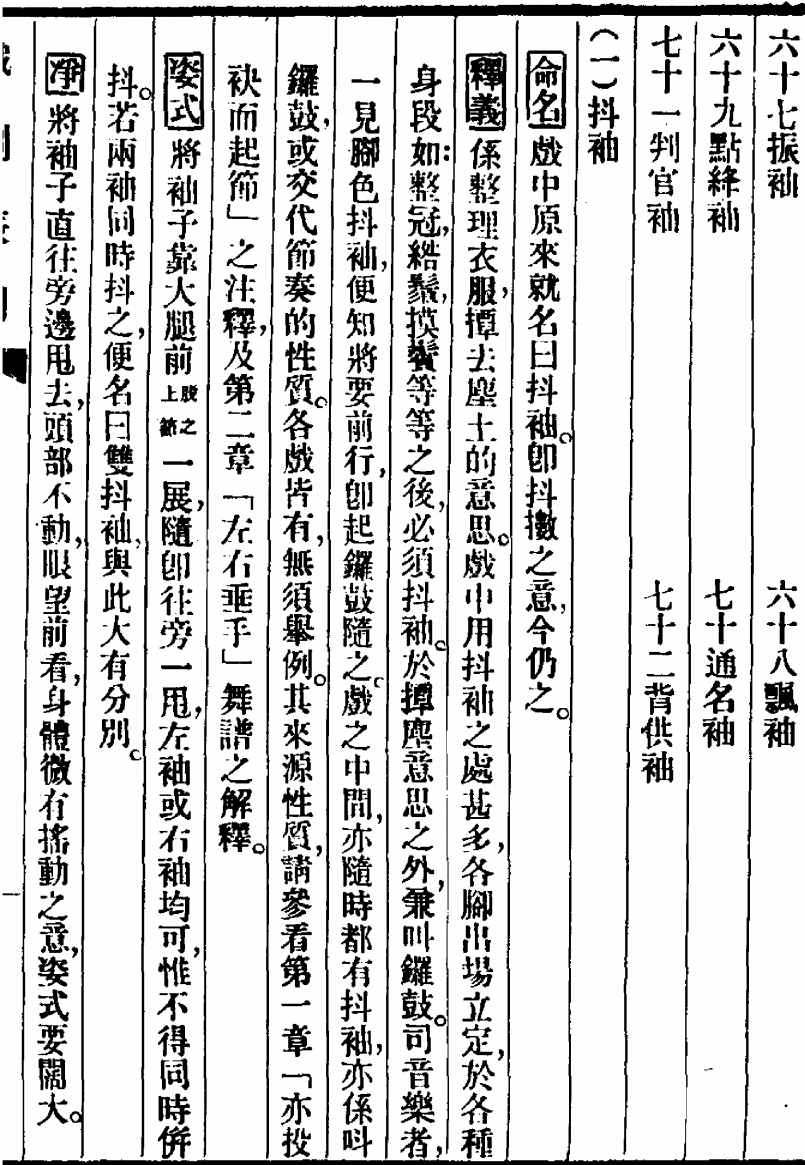 六十七振袖　六十八飄袖
六十九點絳袖　七十通名袖
七十一判官袖　七十二背供袖
（一）抖袖
命名　戲中原來就名曰抖袖。卽抖擻之意，今仍之。
釋義　係整理衣服，撣去塵土的意思。戲中用抖袖之處甚多，各腳出場立定，於各種
身段如：整冠，綹鬚，摸鬢等等之後，必須抖袖。於撣塵意思之外，兼叫鑼鼓。司音樂者，
一見腳色抖袖，便知將要前行，卽起鑼鼓隨之。戲之中間，亦隨時都有抖袖，亦係叫
鑼鼓，或交代節奏的性質。各戲皆有，無須舉例。其來源性質，請參看第一章「亦投
袂而起節」之注釋，及第二章「左右垂手」舞譜之解釋。
姿式　將袖子靠大腿前股之上節一展，隨卽往旁一甩，左袖或右袖均可，惟不得同時併
抖。若兩袖同時抖之，便名曰雙抖袖，與此大有分別。
淨　將袖子直往旁邊甩去，頭部不動，眼望前看，身體微有搖動之意，姿式要闊大。
一